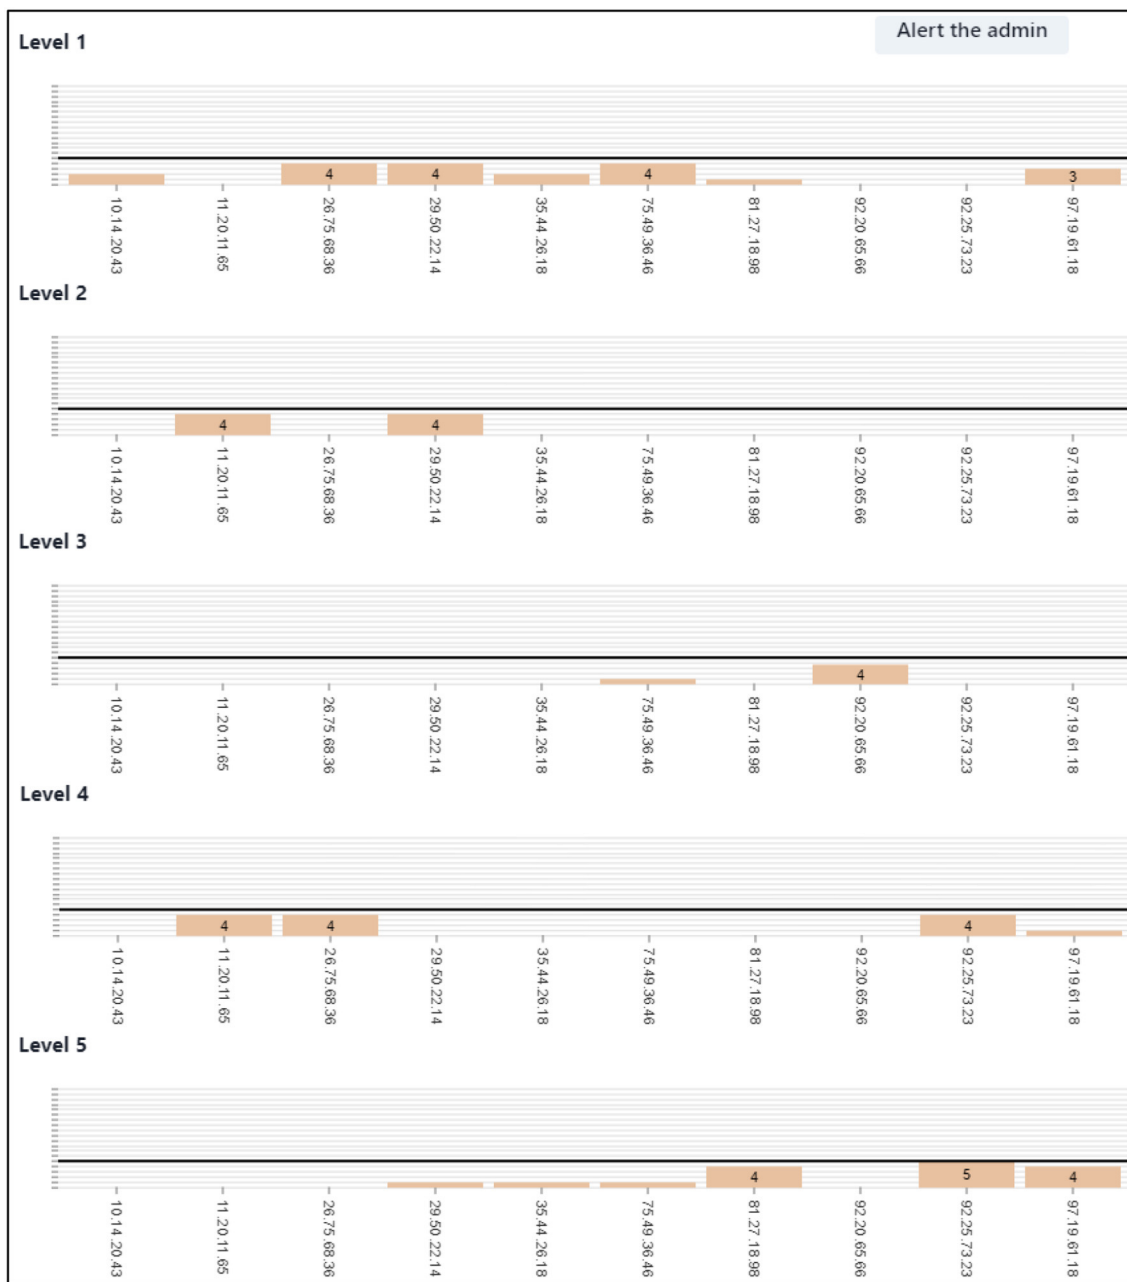 Alert the admin
Level 1
4 4 4 3
10.14.20.43 11.20.11.65 26.75.68.36 29.50.22.14 35.44.26.18 75.49.36.46 81.27.18.98 92.20.65.66 92.25.73.23 97.19.61.18
Level 2
4 4
10.14.20.43 11.20.11.65 26.75.68.36 29.50.22.14 35.44.26.18 75.49.36.46 81.27.18.98 92.20.65.66 92.25.73.23 97.19.61.18
Level 3
4
10.14.20.43 11.20.11.65 26.75.68.36 29.50.22.14 35.44.26.18 75.49.36.46 81.27.18.98 92.20.65.66 92.25.73.23 97.19.61.18
Level 4
4 4 4
10.14.20.43 11.20.11.65 26.75.68.36 29.50.22.14 35.44.26.18 75.49.36.46 81.27.18.98 92.20.65.66 92.25.73.23 97.19.61.18
Level 5
4 5 4
10.14.20.43 11.20.11.65 26.75.68.36 29.50.22.14 35.44.26.18 75.49.36.46 81.27.18.98 92.20.65.66 92.25.73.23 97.19.61.18